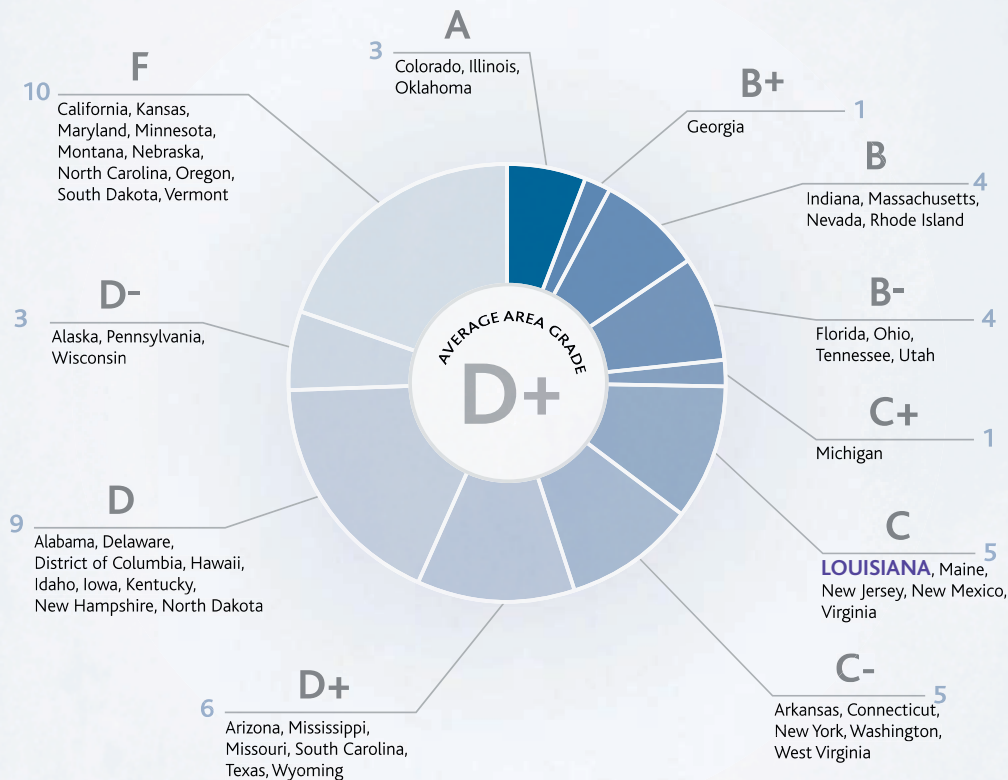 A
3
Colorado, Illinois,
Oklahoma
B+
1
Georgia
B
4
Indiana, Massachusetts,
Nevada, Rhode Island
B-
4
Florida, Ohio,
Tennessee, Utah
C+
1
Michigan
C
5
LOUISIANA, Maine,
New Jersey, New Mexico,
Virginia
C-
5
Arkansas, Connecticut,
New York, Washington,
West Virginia
D+
6
Arizona, Mississippi,
Missouri, South Carolina,
Texas, Wyoming
D
9
Alabama, Delaware,
District of Columbia, Hawaii,
Idaho, Iowa, Kentucky,
New Hampshire, North Dakota
D-
3
Alaska, Pennsylvania,
Wisconsin
F
10
California, Kansas,
Maryland, Minnesota,
Montana, Nebraska,
North Carolina, Oregon,
South Dakota, Vermont
AVERAGE AREA GRADE
D+